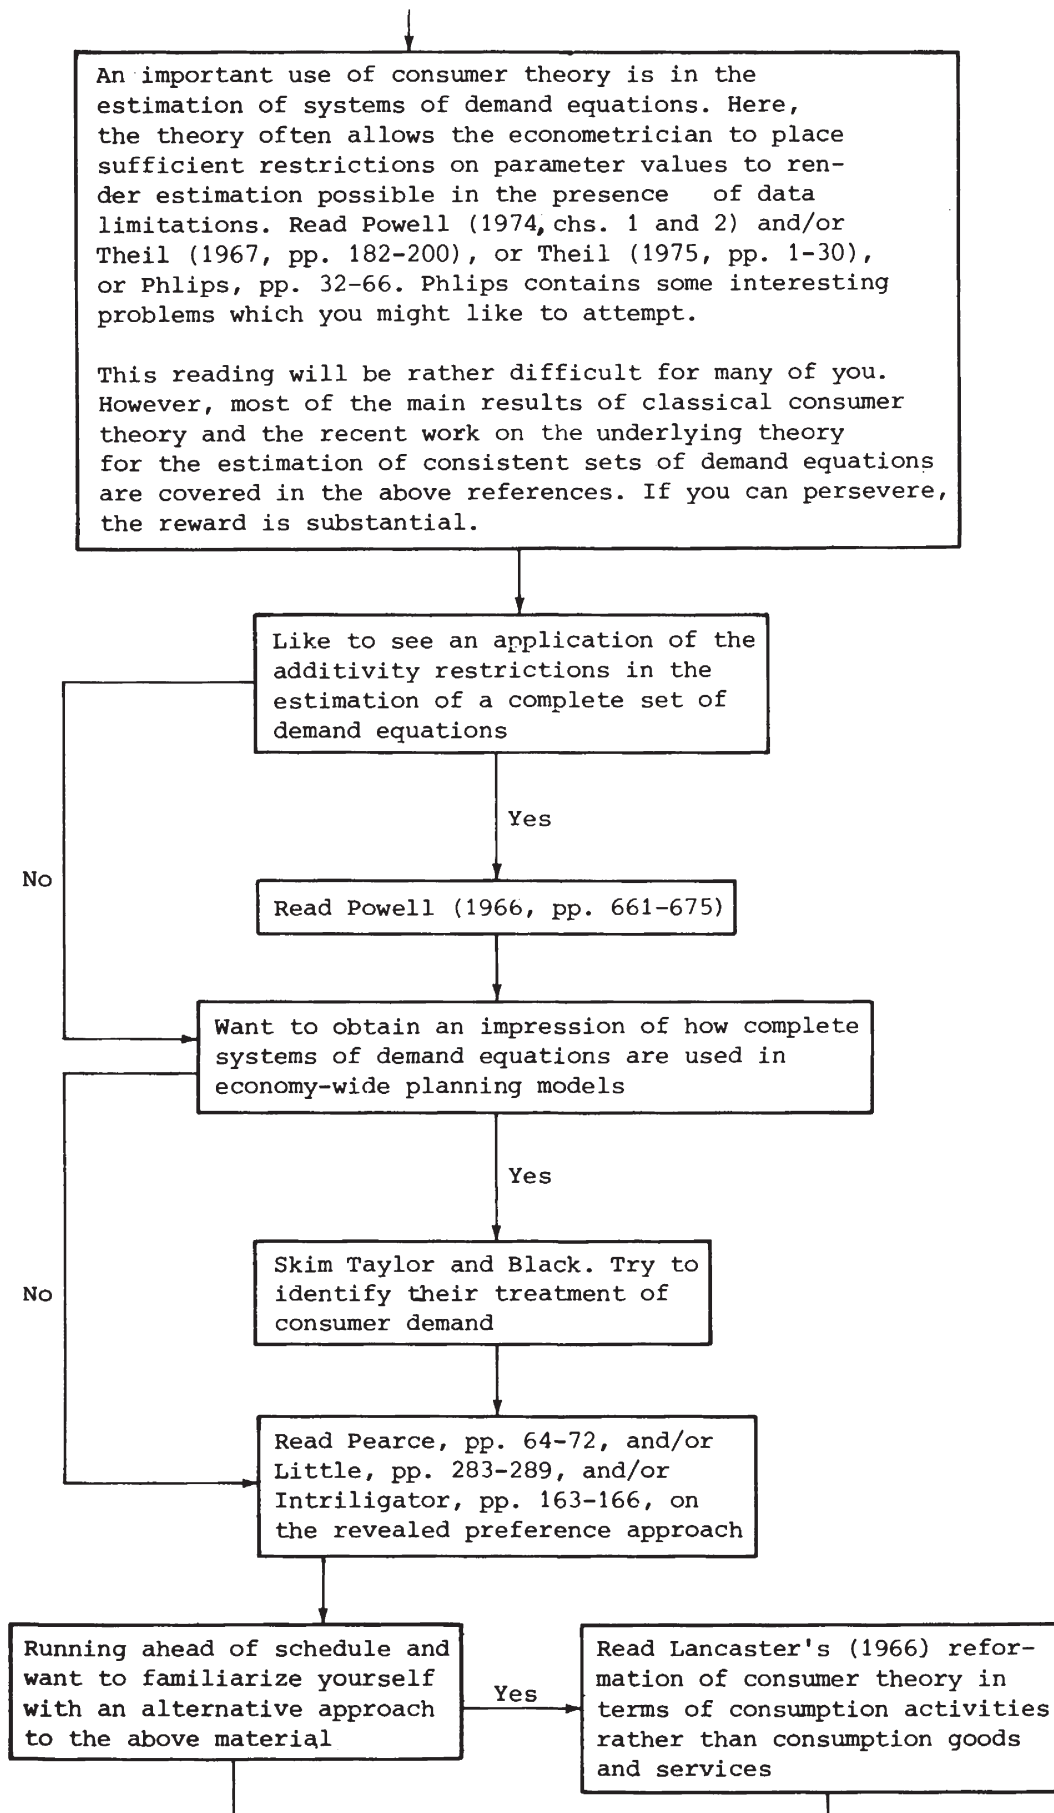 An important use of consumer theory is in the
estimation of systems of demand equations. Here,
the theory often allows the econometrician to place
sufficient restrictions on parameter values to ren-
der estimation possible in the presence of data
limitations. Read Powell (1974, chs. 1 and 2) and/or
Theil (1967, pp. 182-200), or Theil (1975, pp. 1-30),
or Phlips, pp. 32-66. Phlips contains some interesting
problems which you might like to attempt.
This reading will be rather difficult for many of you.
However, most of the main results of classical consumer
theory and the recent work on the underlying theory
for the estimation of consistent sets of demand equations
are covered in the above references. If you can persevere,
the reward is substantial.
Like to see an application of the
additivity restrictions in the
estimation of a complete set of
demand equations
Yes
No
Read Powell (1966, pp. 661-675)
Want to obtain an impression of how complete
systems of demand equations are used in
economy-wide planning models
Yes
No
Skim Taylor and Black. Try to
identify their treatment of
consumer demand
Read Pearce, pp. 64-72, and/or
Little, pp. 283-289, and/or
Intriligator, pp. 163-166, on
the revealed preference approach
Running ahead of schedule and
want to familiarize yourself
with an alternative approach
to the above material
Yes
Read Lancaster's (1966) refor-
mation of consumer theory in
terms of consumption activities
rather than consumption goods
and services